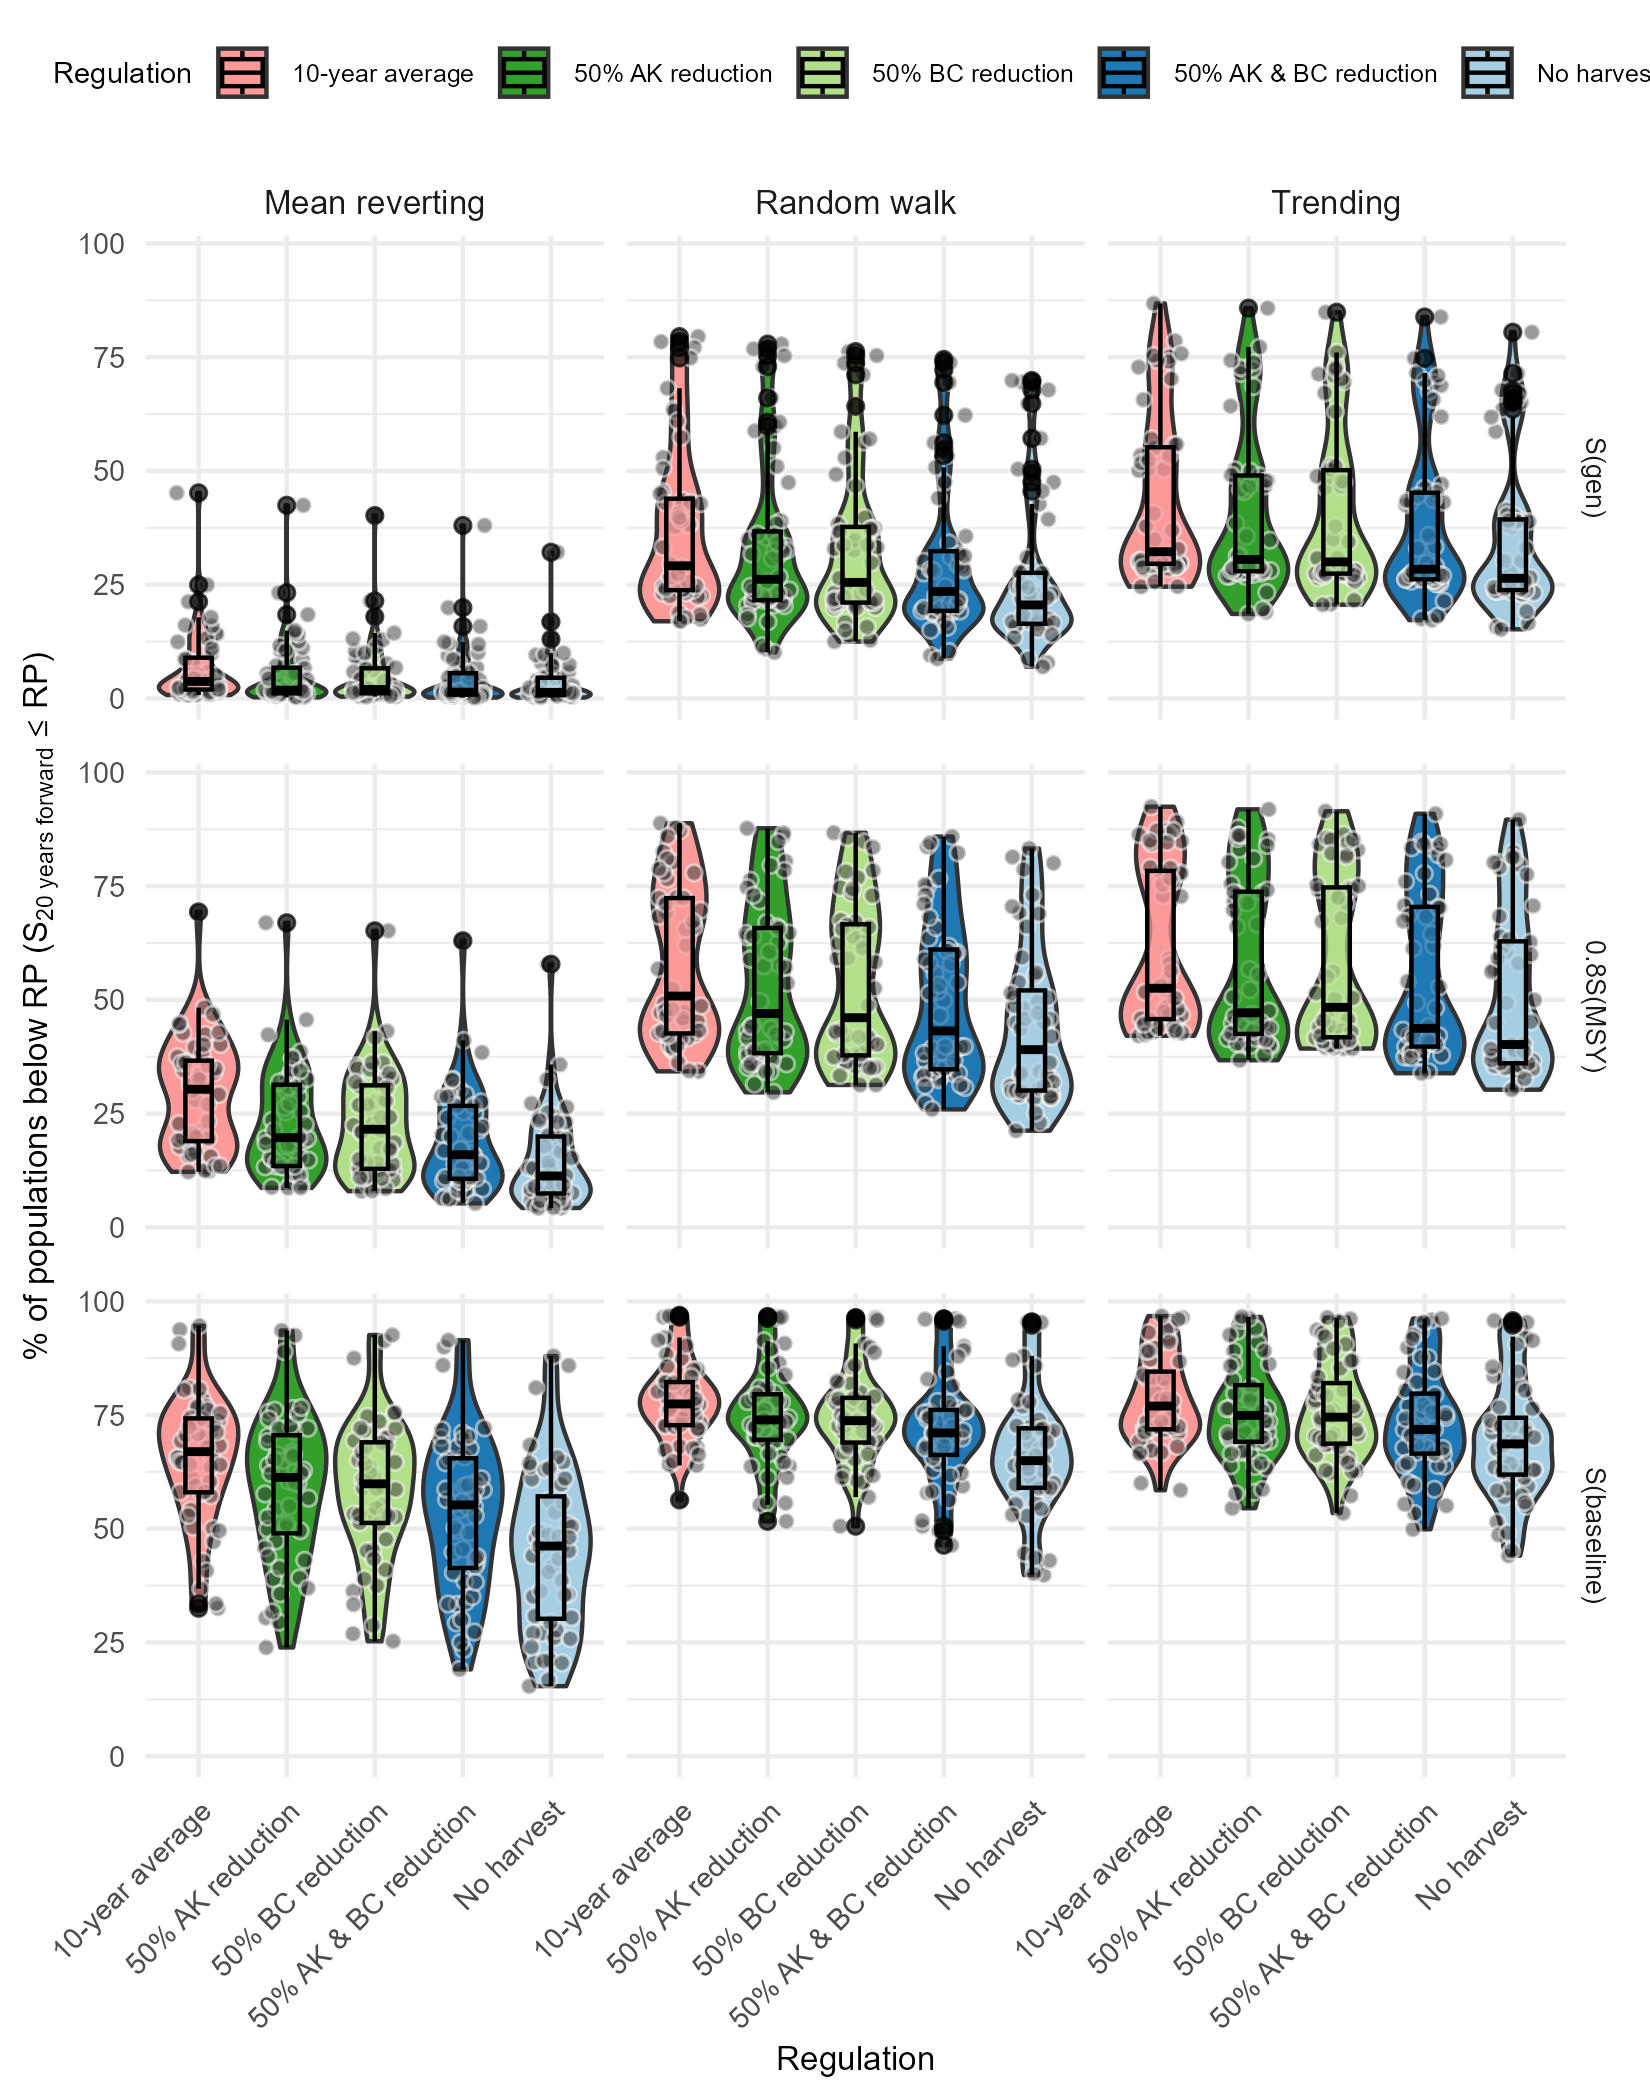 Regulation 10-year average 50% AK reduction 50% BC reduction 50% AK & BC reduction No harves
Mean reverting Random walk Trending
% of populations below RP (S20 years forward ≤ RP)
100
75
50
25
0
S(gen)
100
75
50
25
0
0.8S(MSY)
100
75
50
25
0
S(baseline)
10-year average
50% AK reduction
50% BC reduction
50% AK & BC reduction
No harvest
10-year average
50% AK reduction
50% BC reduction
50% AK & BC reduction
No harvest
10-year average
50% AK reduction
50% BC reduction
50% AK & BC reduction
No harvest
Regulation